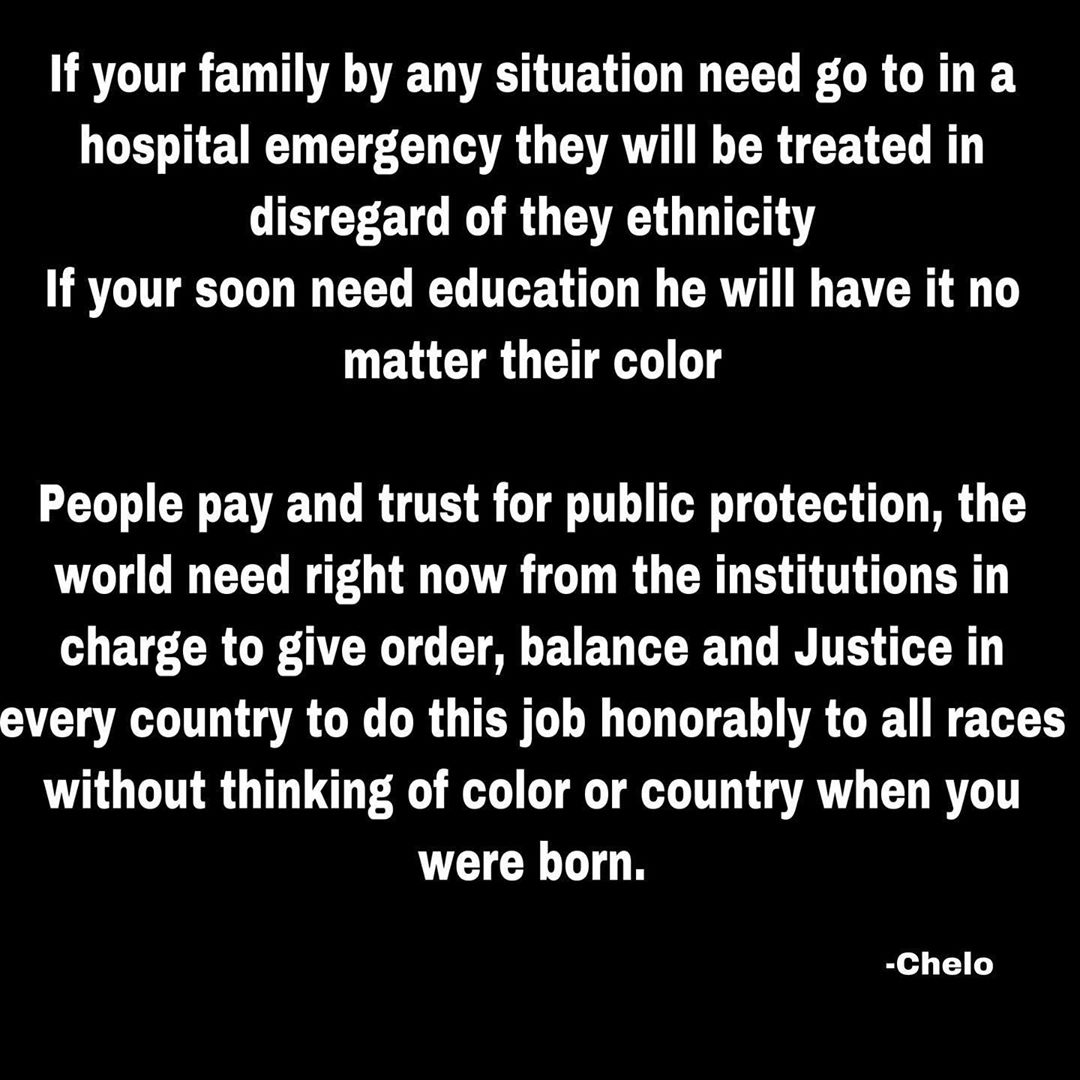 If your family by any situation need go to in a
hospital emergency they will be treated in
disregard of they ethnicity
If your soon need education he will have it no
matter their color
People pay and trust for public protection, the
world need right now from the institutions in
charge to give order, balance and Justice in
every country to do this job honorably to all races
without thinking of color or country when you
were born.
-Chelo